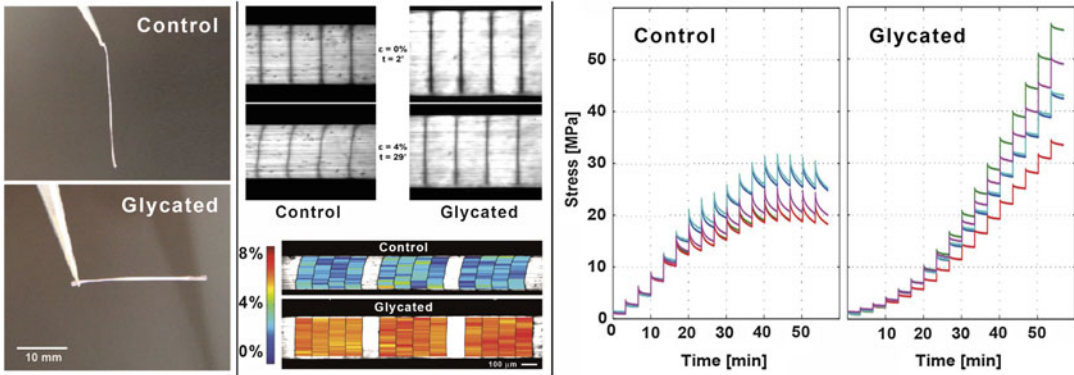 Control
Glycated
10 mm
ε = 0%
t = 2'
ε = 4%
t = 29'
Control
Glycated
8%
4%
0%
Control
Glycated
100 μm
Control
Stress [MPa]
50
40
30
20
10
0
0 10 20 30 40 50
Time [min]
Glycated
0 10 20 30 40 50
Time [min]